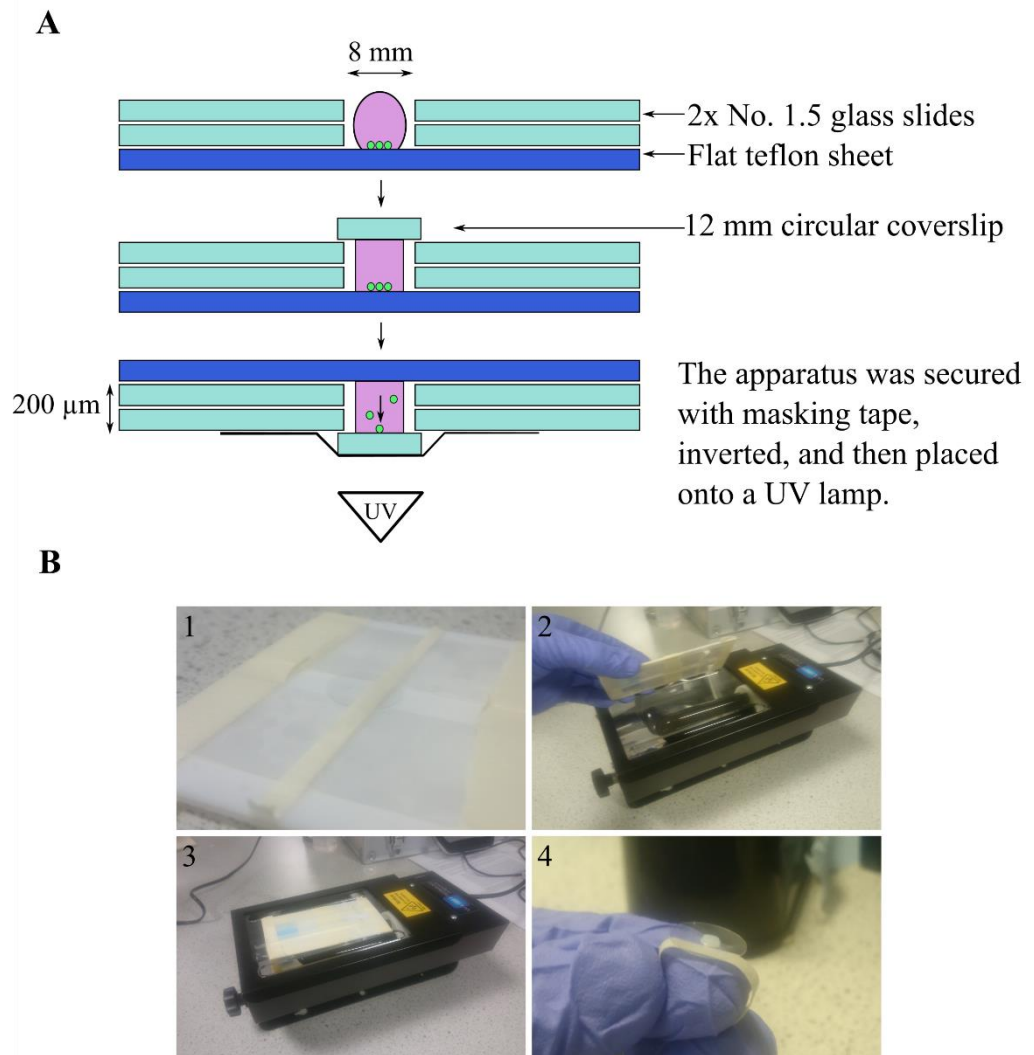 A
8 mm
2x No. 1.5 glass slides
Flat teflon sheet
12 mm circular coverslip
200 µm
The apparatus was secured
with masking tape,
inverted, and then placed
onto a UV lamp.
UV
B
1
2
3
4